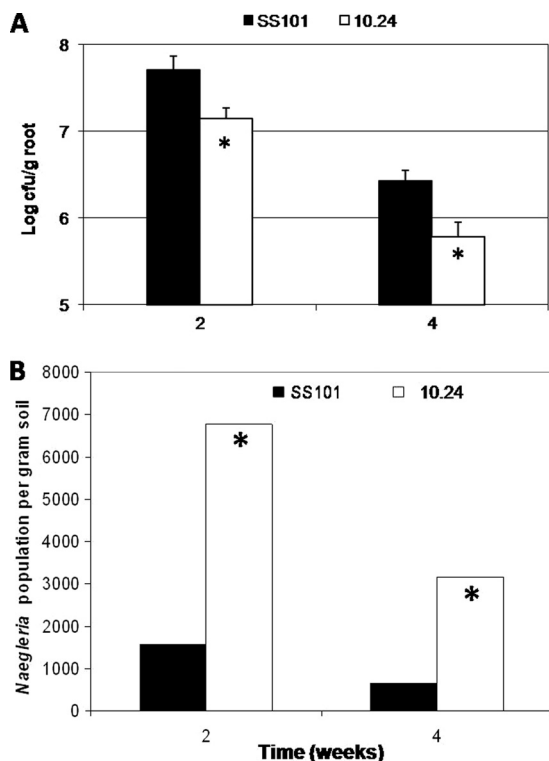 A
SS101 10.24
Log cfu/g root
8
7
6
5
2 4
* *
B
SS101 10.24
Naegleria population per gram soil
8000
7000
6000
5000
4000
3000
2000
1000
0
* *
2 4
Time (weeks)